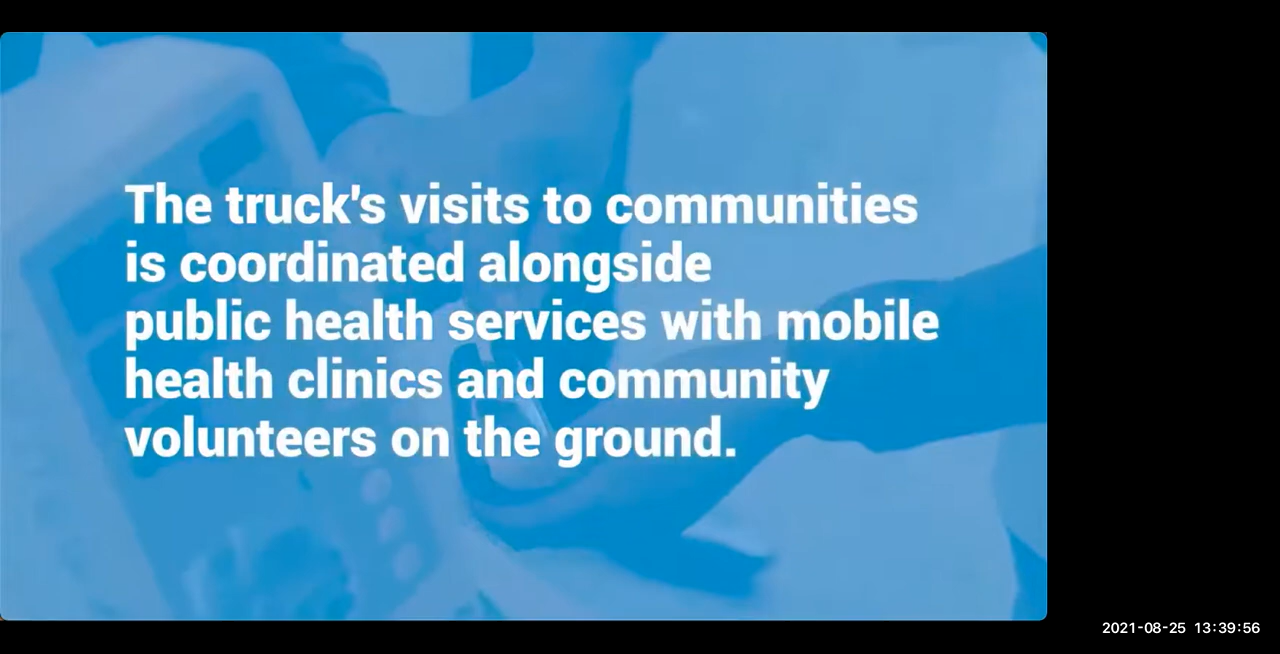 The truck's visits to communities
is coordinated alongside
public health services with mobile
health clinics and community
volunteers on the ground.
2021-08-25 13:39:56